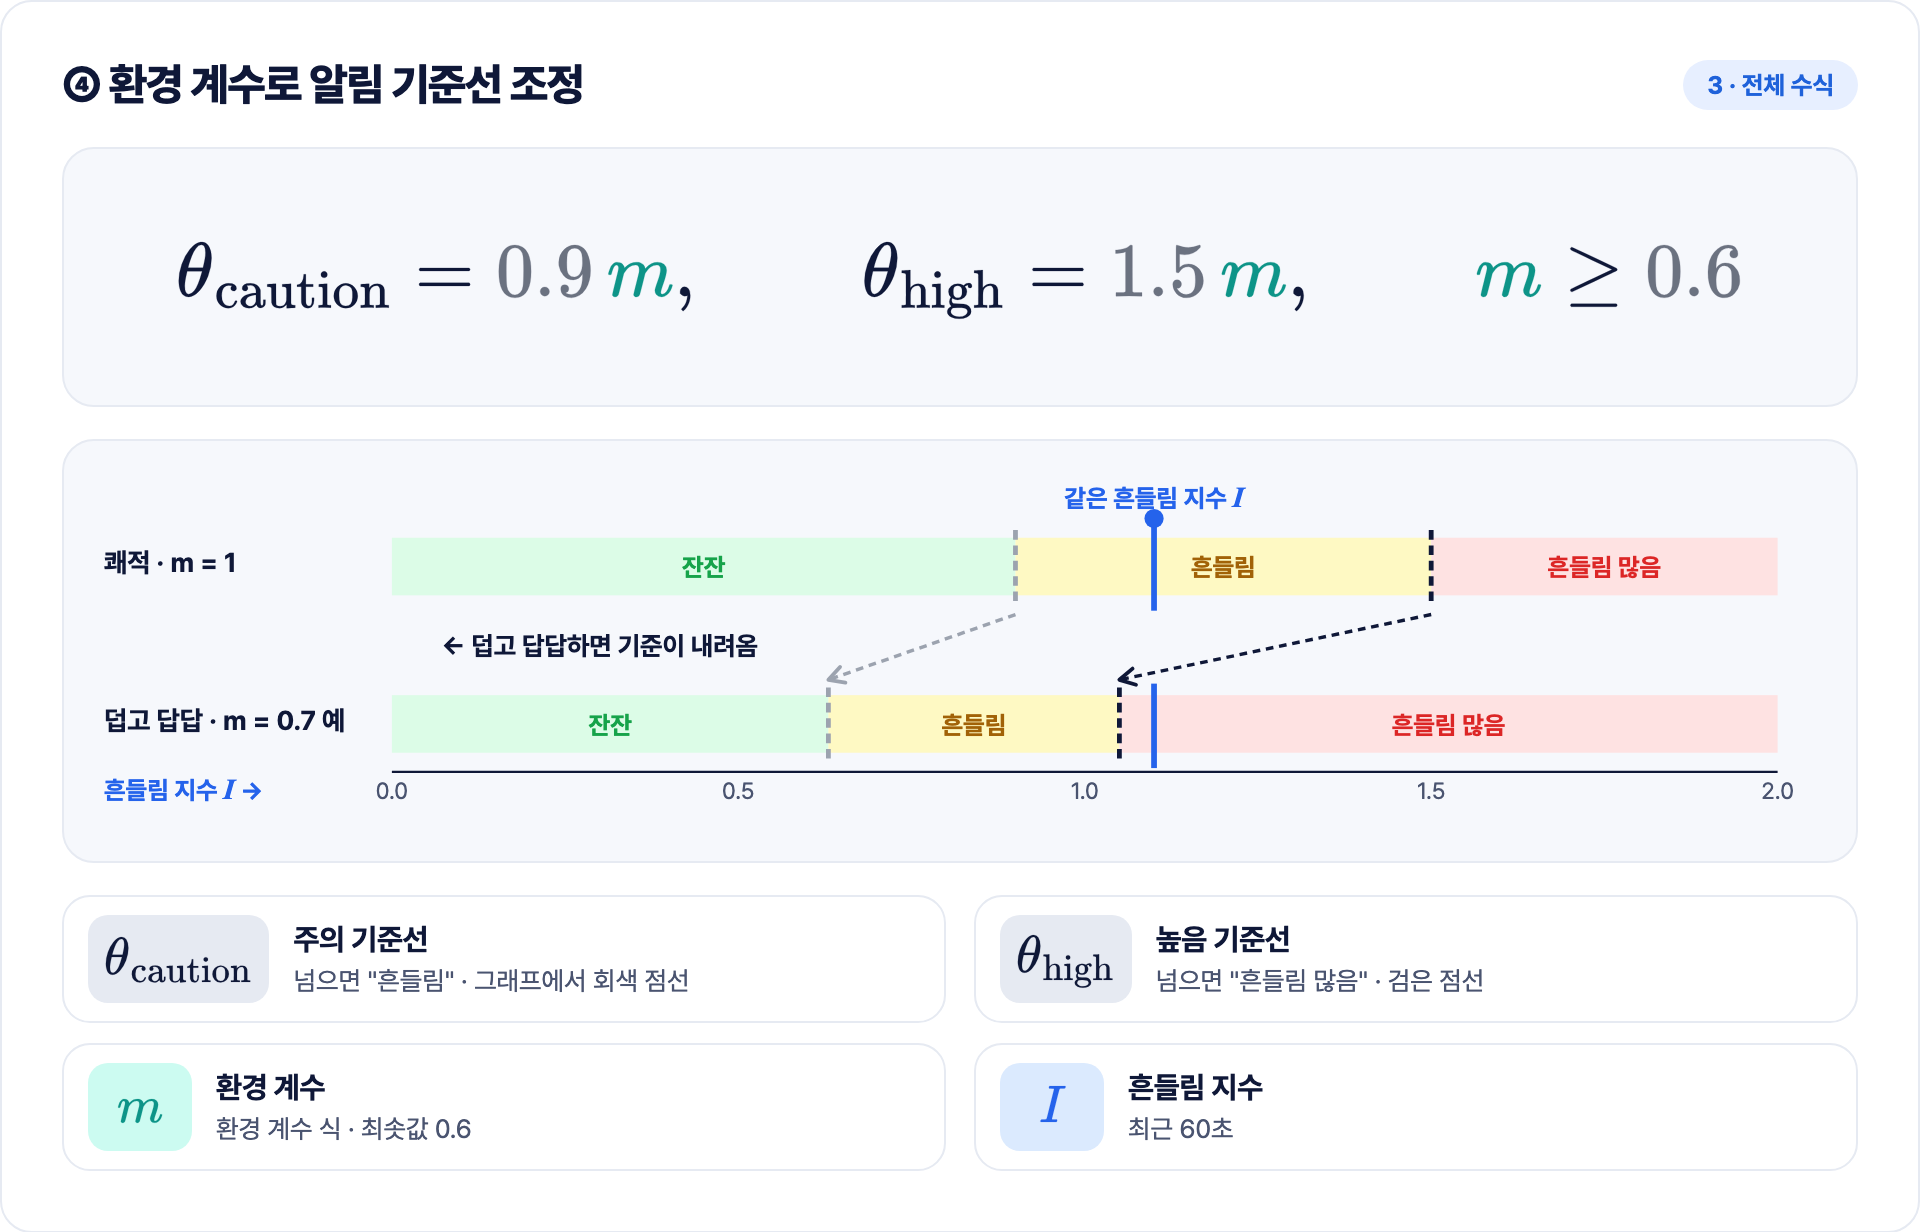 ④ 환경 계수로 알림 기준선 조정
3 · 전체 수식
θcaution = 0.9 m, θhigh = 1.5 m, m ≥ 0.6
같은 흔들림 지수 I
쾌적 · m = 1
잔잔
흔들림
흔들림 많음
← 덥고 답답하면 기준이 내려옴
덥고 답답 · m = 0.7 예
잔잔
흔들림
흔들림 많음
흔들림 지수 I →
0.0 0.5 1.0 1.5 2.0
θcaution
주의 기준선
넘으면 "흔들림" · 그래프에서 회색 점선
θhigh
높음 기준선
넘으면 "흔들림 많음" · 검은 점선
m
환경 계수
환경 계수 식 · 최솟값 0.6
I
흔들림 지수
최근 60초